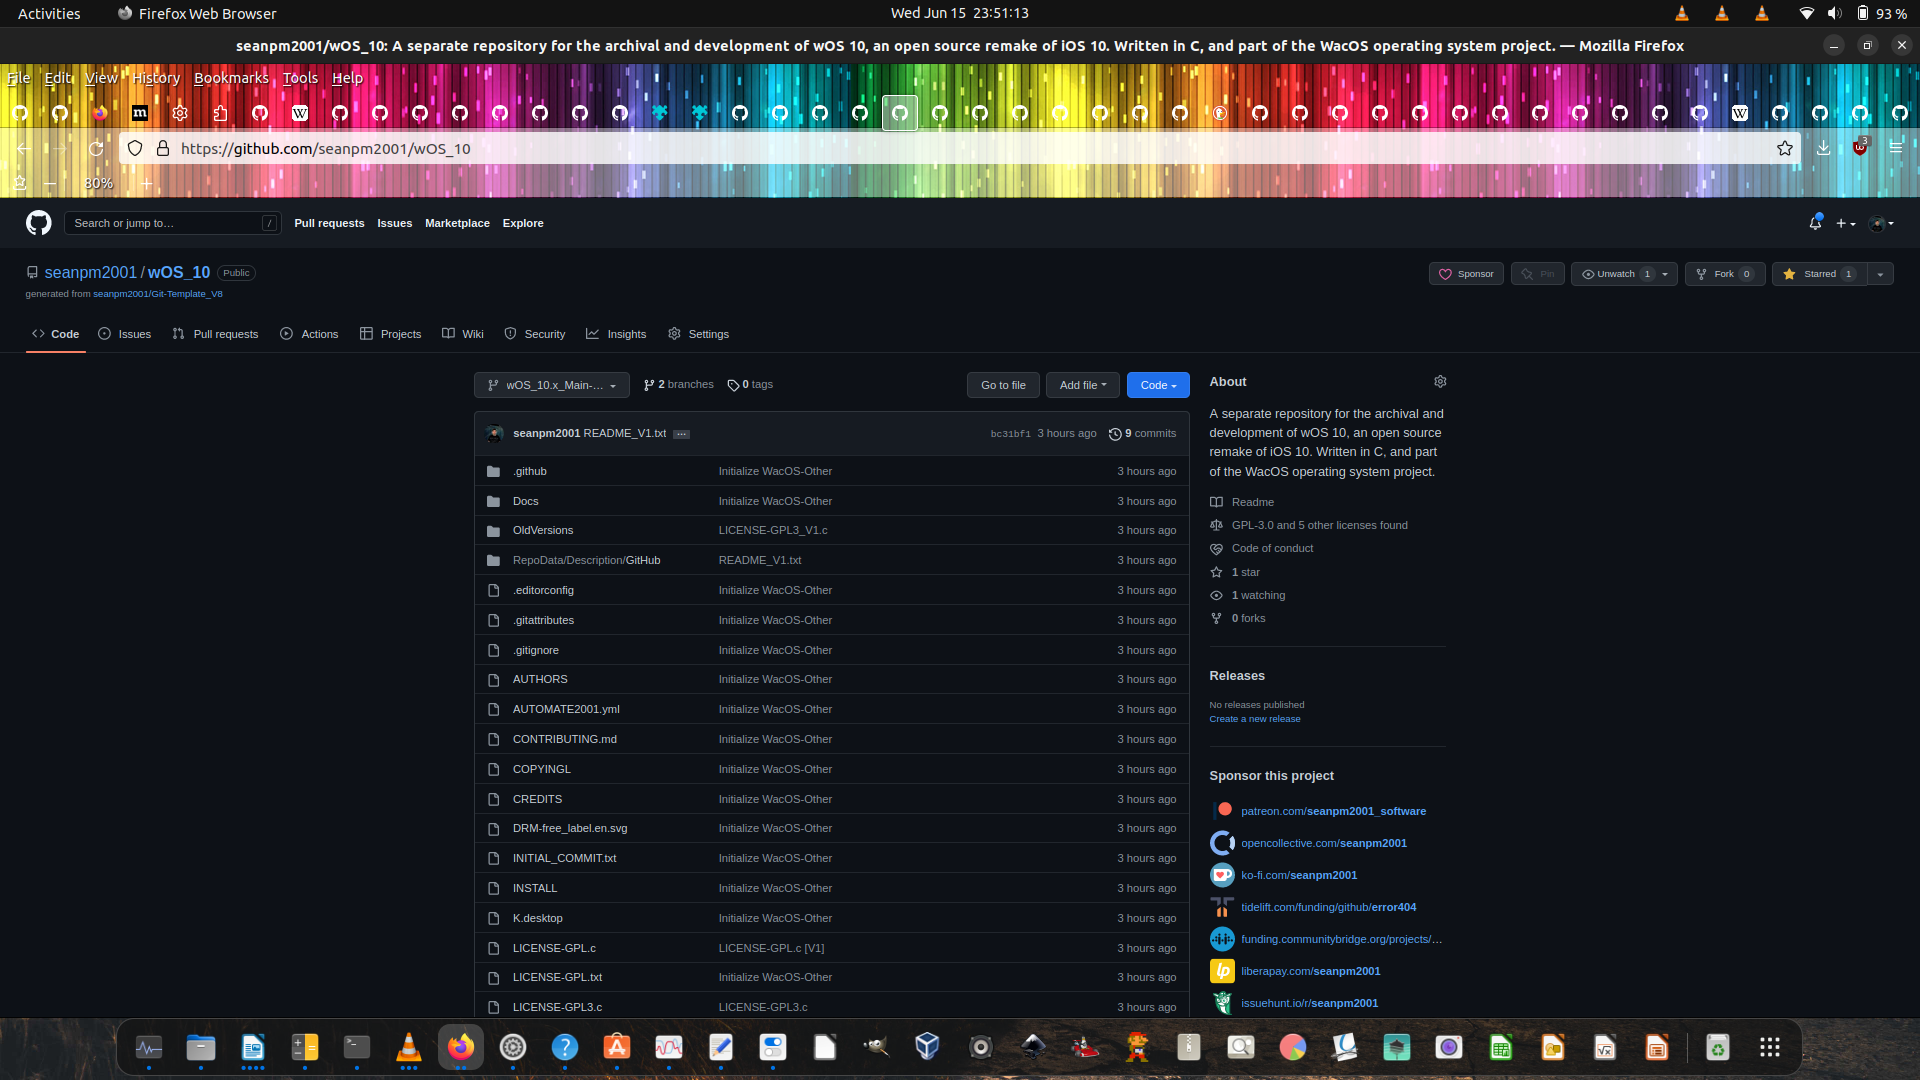 Activities
Firefox Web Browser
Wed Jun 15 23:51:13
93 %
seanpm2001/wOS_10: A separate repository for the archival and development of wOS 10, an open source remake of iOS 10. Written in C, and part of the WacOS operating system project. — Mozilla Firefox
File Edit View History Bookmarks Tools Help
https://github.com/seanpm2001/wOS_10
3
80%
Search or jump to…
/
Pull requests Issues Marketplace Explore
seanpm2001 / wOS_10 Public
generated from seanpm2001/Git-Template_V8
Sponsor
Pin
Unwatch 1
Fork 0
Starred 1
Code Issues Pull requests Actions Projects Wiki Security Insights Settings
wOS_10.x_Main-… 2 branches 0 tags
Go to file Add file Code
seanpm2001 README_V1.txt … bc31bf1 3 hours ago 9 commits
.github Initialize WacOS-Other 3 hours ago
Docs Initialize WacOS-Other 3 hours ago
OldVersions LICENSE-GPL3_V1.c 3 hours ago
RepoData/Description/GitHub README_V1.txt 3 hours ago
.editorconfig Initialize WacOS-Other 3 hours ago
.gitattributes Initialize WacOS-Other 3 hours ago
.gitignore Initialize WacOS-Other 3 hours ago
AUTHORS Initialize WacOS-Other 3 hours ago
AUTOMATE2001.yml Initialize WacOS-Other 3 hours ago
CONTRIBUTING.md Initialize WacOS-Other 3 hours ago
COPYINGL Initialize WacOS-Other 3 hours ago
CREDITS Initialize WacOS-Other 3 hours ago
DRM-free_label.en.svg Initialize WacOS-Other 3 hours ago
INITIAL_COMMIT.txt Initialize WacOS-Other 3 hours ago
INSTALL Initialize WacOS-Other 3 hours ago
K.desktop Initialize WacOS-Other 3 hours ago
LICENSE-GPL.c LICENSE-GPL.c [V1] 3 hours ago
LICENSE-GPL.txt Initialize WacOS-Other 3 hours ago
LICENSE-GPL3.c LICENSE-GPL3.c 3 hours ago
About
A separate repository for the archival and
development of wOS 10, an open source
remake of iOS 10. Written in C, and part
of the WacOS operating system project.
Readme
GPL-3.0 and 5 other licenses found
Code of conduct
1 star
1 watching
0 forks
Releases
No releases published
Create a new release
Sponsor this project
patreon.com/seanpm2001_software
opencollective.com/seanpm2001
ko-fi.com/seanpm2001
tidelift.com/funding/github/error404
funding.communitybridge.org/projects/…
liberapay.com/seanpm2001
issuehunt.io/r/seanpm2001